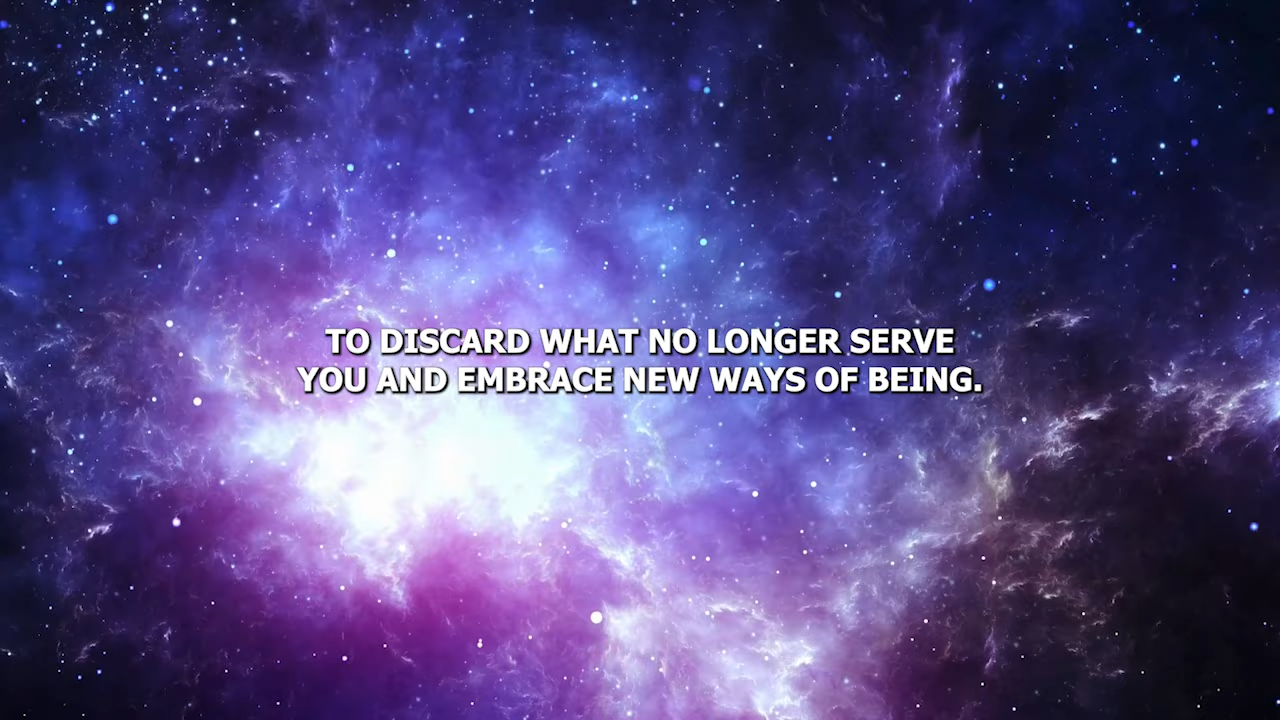 TO DISCARD WHAT NO LONGER SERVE
YOU AND EMBRACE NEW WAYS OF BEING.